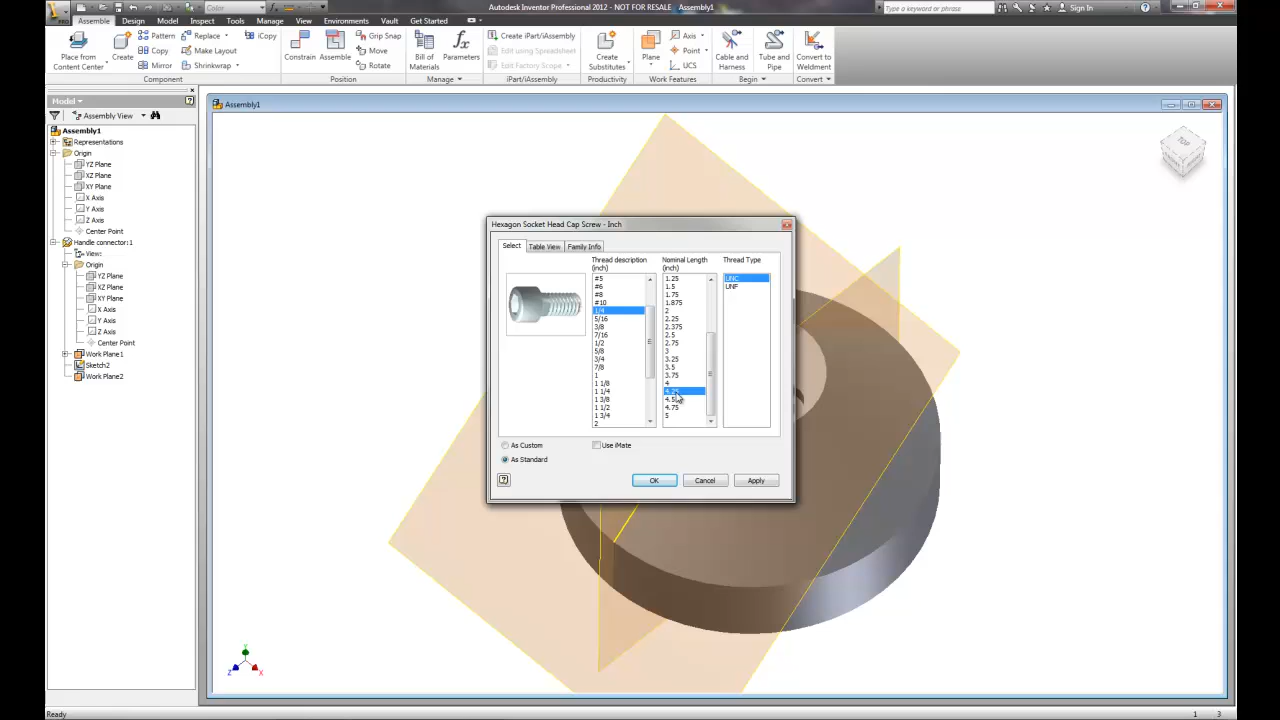 Color
Autodesk Inventor Professional 2012 - NOT FOR RESALE - Assembly1
Type a keyword or phrase
Sign In
PRO
Assemble Design Model Inspect Tools Manage View Environments Vault Get Started
Place from Content Center
Create
Pattern
Copy
Mirror
Replace
Make Layout
Shrinkwrap
iCopy
Constrain
Assemble
Grip Snap
Move
Rotate
Bill of Materials
Parameters
Create iPart/iAssembly
Edit using Spreadsheet
Edit Factory Scope
Create Substitutes
Plane
Axis
Point
UCS
Cable and Harness
Tube and Pipe
Convert to Weldment
Component
Position
Manage
iPart/iAssembly
Productivity
Work Features
Begin
Convert
Model
Assembly View
Assembly1
Representations
Origin
YZ Plane
XZ Plane
XY Plane
X Axis
Y Axis
Z Axis
Center Point
Handle connector:1
View:
Origin
YZ Plane
XZ Plane
XY Plane
X Axis
Y Axis
Z Axis
Center Point
Work Plane1
Sketch2
Work Plane2
Assembly1
TOP
Hexagon Socket Head Cap Screw - Inch
Select Table View Family Info
Thread description (inch)
#5
#6
#8
#10
1/4
5/16
3/8
7/16
1/2
5/8
3/4
7/8
1
1 1/8
1 1/4
1 3/8
1 1/2
1 3/4
2
Nominal Length (inch)
1.25
1.5
1.75
1.875
2
2.25
2.375
2.5
2.75
3
3.25
3.5
3.75
4
4.25
4.5
4.75
5
Thread Type
UNC
UNF
As Custom
Use iMate
As Standard
OK
Cancel
Apply
Y
Z
X
Ready
1 3